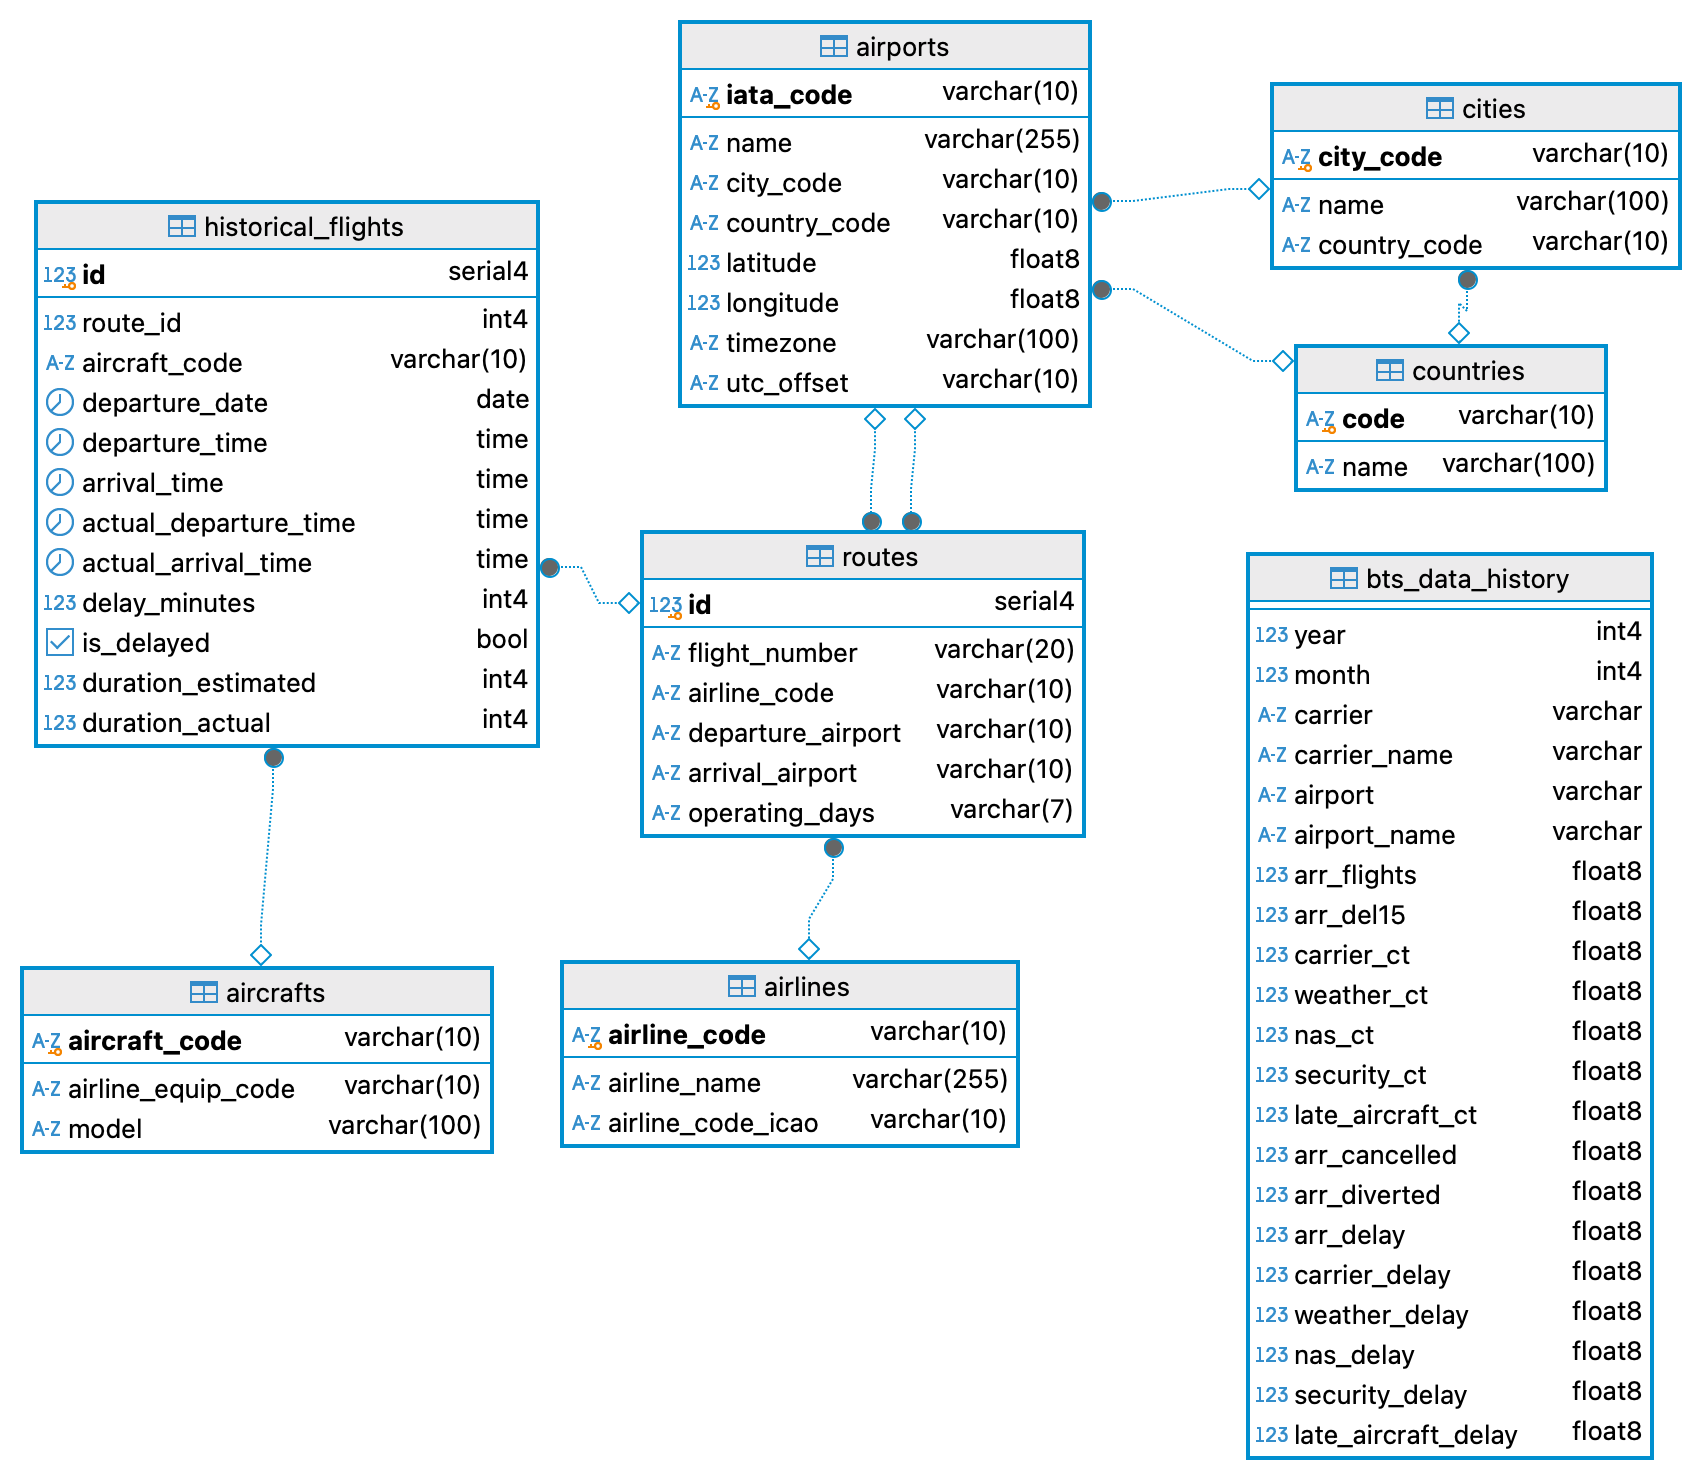 airports
A-Z iata_code varchar(10)
A-Z name varchar(255)
A-Z city_code varchar(10)
A-Z country_code varchar(10)
123 latitude float8
123 longitude float8
A-Z timezone varchar(100)
A-Z utc_offset varchar(10)
cities
A-Z city_code varchar(10)
A-Z name varchar(100)
A-Z country_code varchar(10)
historical_flights
123 id serial4
123 route_id int4
A-Z aircraft_code varchar(10)
departure_date date
departure_time time
arrival_time time
actual_departure_time time
actual_arrival_time time
123 delay_minutes int4
is_delayed bool
123 duration_estimated int4
123 duration_actual int4
countries
A-Z code varchar(10)
A-Z name varchar(100)
routes
123 id serial4
A-Z flight_number varchar(20)
A-Z airline_code varchar(10)
A-Z departure_airport varchar(10)
A-Z arrival_airport varchar(10)
A-Z operating_days varchar(7)
bts_data_history
123 year int4
123 month int4
A-Z carrier varchar
A-Z carrier_name varchar
A-Z airport varchar
A-Z airport_name varchar
123 arr_flights float8
123 arr_del15 float8
123 carrier_ct float8
123 weather_ct float8
123 nas_ct float8
123 security_ct float8
123 late_aircraft_ct float8
123 arr_cancelled float8
123 arr_diverted float8
123 arr_delay float8
123 carrier_delay float8
123 weather_delay float8
123 nas_delay float8
123 security_delay float8
123 late_aircraft_delay float8
aircrafts
A-Z aircraft_code varchar(10)
A-Z airline_equip_code varchar(10)
A-Z model varchar(100)
airlines
A-Z airline_code varchar(10)
A-Z airline_name varchar(255)
A-Z airline_code_icao varchar(10)